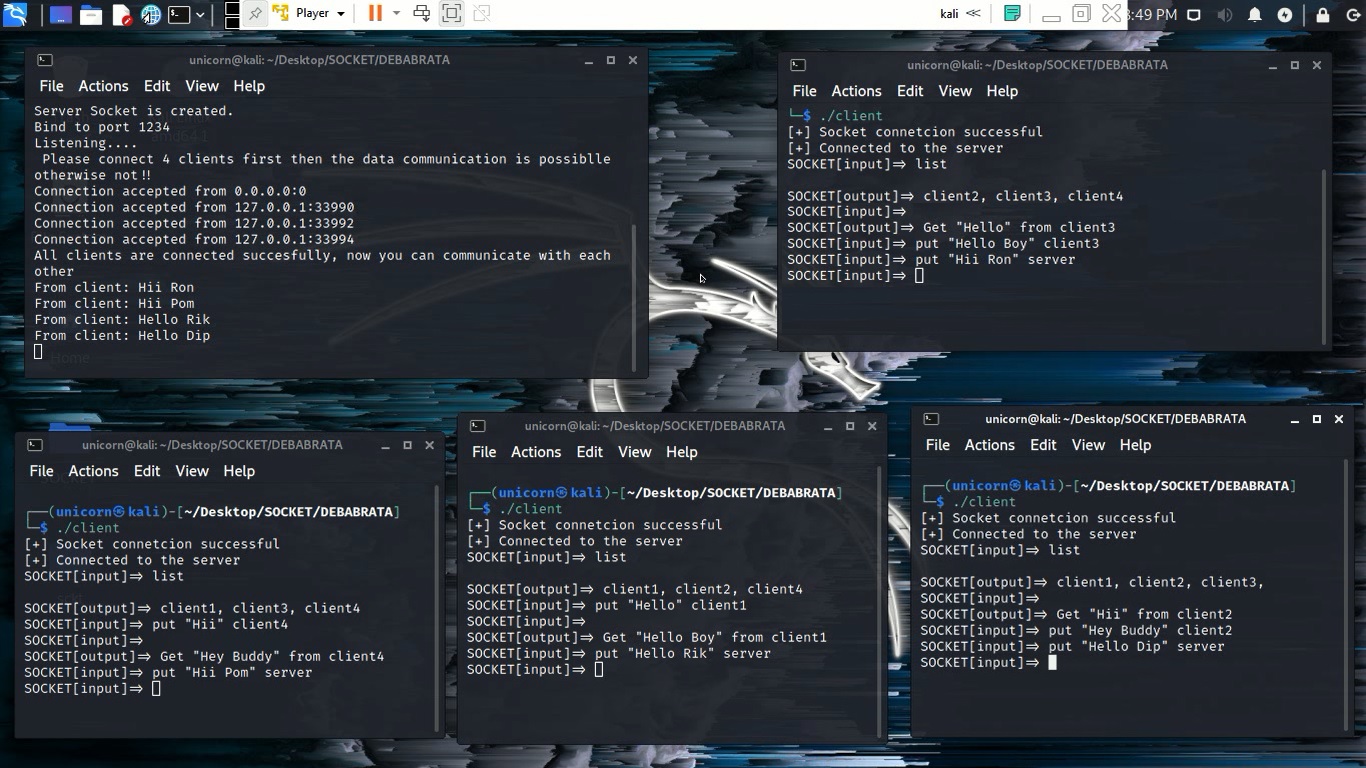 Player
kali
:49 PM
unicorn@kali: ~/Desktop/SOCKET/DEBABRATA
File Actions Edit View Help
Server Socket is created.
Bind to port 1234
Listening....
 Please connect 4 clients first then the data communication is possiblle
otherwise not!!
Connection accepted from 0.0.0.0:0
Connection accepted from 127.0.0.1:33990
Connection accepted from 127.0.0.1:33992
Connection accepted from 127.0.0.1:33994
All clients are connected succesfully, now you can communicate with each
other
From client: Hii Ron
From client: Hii Pom
From client: Hello Rik
From client: Hello Dip
Home
unicorn@kali: ~/Desktop/SOCKET/DEBABRATA
File Actions Edit View Help
└─$ ./client
[+] Socket connetcion successful
[+] Connected to the server
SOCKET[input]=> list
SOCKET[output]=> client2, client3, client4
SOCKET[input]=>
SOCKET[output]=> Get "Hello" from client3
SOCKET[input]=> put "Hello Boy" client3
SOCKET[input]=> put "Hii Ron" server
SOCKET[input]=>
unicorn@kali: ~/Desktop/SOCKET/DEBABRATA
File Actions Edit View Help
┌──(unicorn㉿kali)-[~/Desktop/SOCKET/DEBABRATA]
└─$ ./client
[+] Socket connetcion successful
[+] Connected to the server
SOCKET[input]=> list
SOCKET[output]=> client1, client3, client4
SOCKET[input]=> put "Hii" client4
SOCKET[input]=>
SOCKET[output]=> Get "Hey Buddy" from client4
SOCKET[input]=> put "Hii Pom" server
SOCKET[input]=>
unicorn@kali: ~/Desktop/SOCKET/DEBABRATA
File Actions Edit View Help
┌──(unicorn㉿kali)-[~/Desktop/SOCKET/DEBABRATA]
└─$ ./client
[+] Socket connetcion successful
[+] Connected to the server
SOCKET[input]=> list
SOCKET[output]=> client1, client2, client4
SOCKET[input]=> put "Hello" client1
SOCKET[input]=>
SOCKET[output]=> Get "Hello Boy" from client1
SOCKET[input]=> put "Hello Rik" server
SOCKET[input]=>
unicorn@kali: ~/Desktop/SOCKET/DEBABRATA
File Actions Edit View Help
┌──(unicorn㉿kali)-[~/Desktop/SOCKET/DEBABRATA]
└─$ ./client
[+] Socket connetcion successful
[+] Connected to the server
SOCKET[input]=> list
SOCKET[output]=> client1, client2, client3,
SOCKET[input]=>
SOCKET[output]=> Get "Hii" from client2
SOCKET[input]=> put "Hey Buddy" client2
SOCKET[input]=> put "Hello Dip" server
SOCKET[input]=>